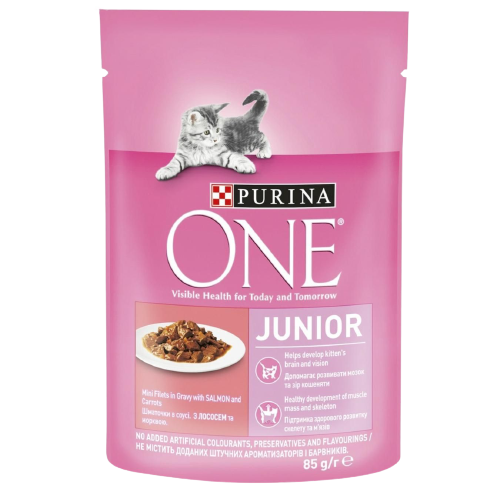 PURINA
ONE®
Visible Health for Today and Tomorrow
JUNIOR
Helps develop kitten's
brain and vision
Допомагає розвивати мозок
та зір кошеняти
Healthy development of muscle
mass and skeleton
Підтримка здорового розвитку
скелету та м'язів
Mini Fillets in Gravy with SALMON and
Carrots
Шматочки в соусі. З ЛОСОСЕМ та
морквою.
NO ADDED ARTIFICIAL COLOURANTS, PRESERVATIVES AND FLAVOURINGS /
НЕ МІСТИТЬ ДОДАНИХ ШТУЧНИХ АРОМАТИЗАТОРІВ І БАРВНИКІВ.
85 g/г ℮